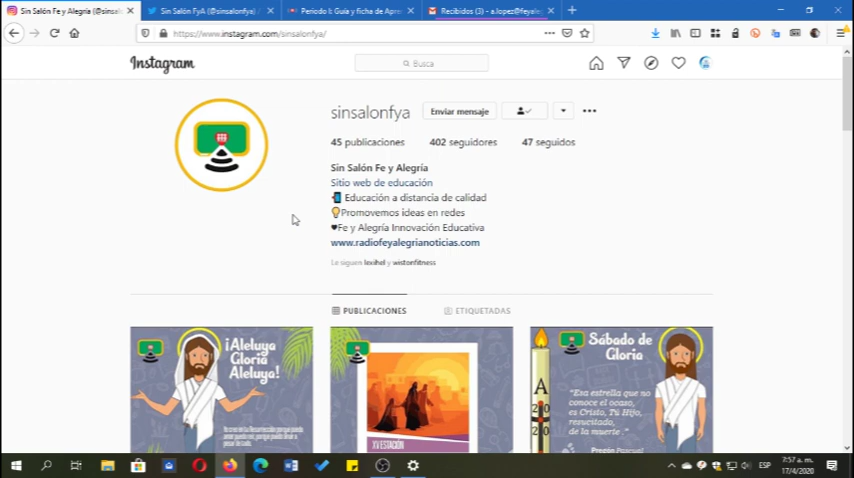 Sin Salón Fe y Alegría (@sinsal
Sin Salón FyA (@sinsalonfya) /
Periodo I: Guía y ficha de Apre
Recibidos (3) - a.lopez@feyale
https://www.instagram.com/sinsalonfya/
Instagram
Busca
sinsalonfya
Enviar mensaje
45 publicaciones 402 seguidores 47 seguidos
Sin Salón Fe y Alegría
Sitio web de educación
Educación a distancia de calidad
Promovemos ideas en redes
Fe y Alegría Innovación Educativa
www.radiofeyalegrianoticias.com
Le siguen lexihel y wistonfitness
PUBLICACIONES ETIQUETADAS
¡Aleluya
Gloria
Aleluya!
XV ESTACIÓN
Sábado de
Gloria
"Esa estrella que no
conoce el ocaso,
es Cristo, Tú Hijo,
resucitado,
de la muerte."
Pregón Pascual
A
20
20
ESP
7:57 a. m.
17/4/2020